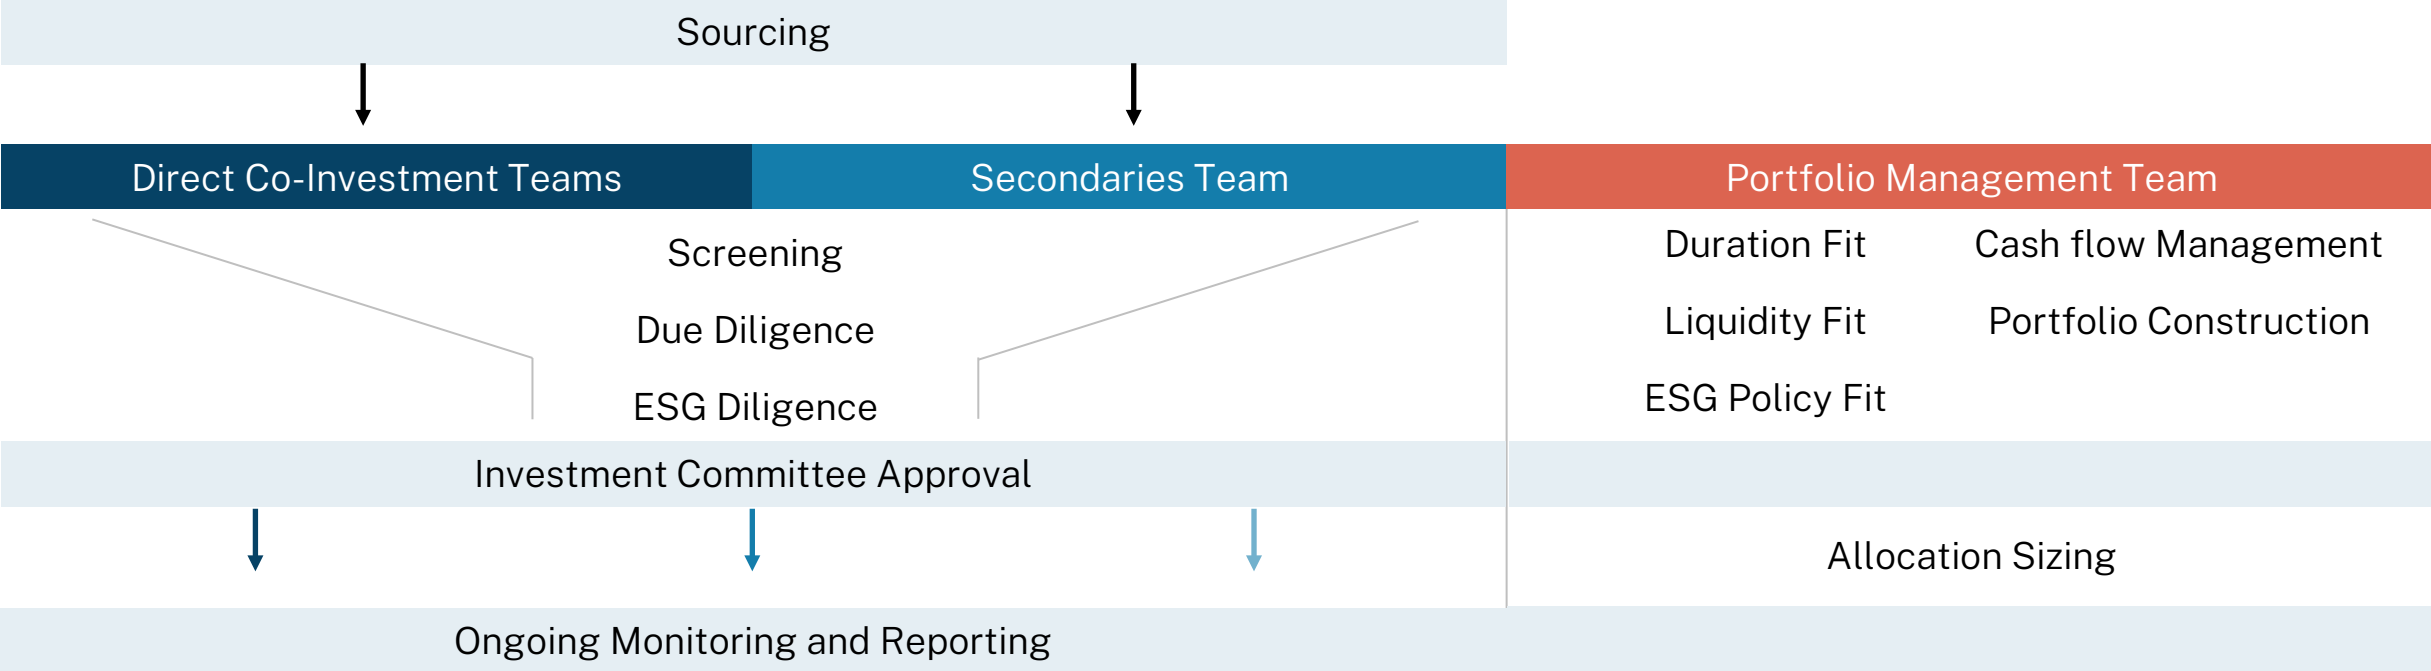 Sourcing
Direct Co-Investment Teams
Secondaries Team
Portfolio Management Team
Screening
Due Diligence
ESG Diligence
Duration Fit
Cash flow Management
Liquidity Fit
Portfolio Construction
ESG Policy Fit
Investment Committee Approval
Allocation Sizing
Ongoing Monitoring and Reporting